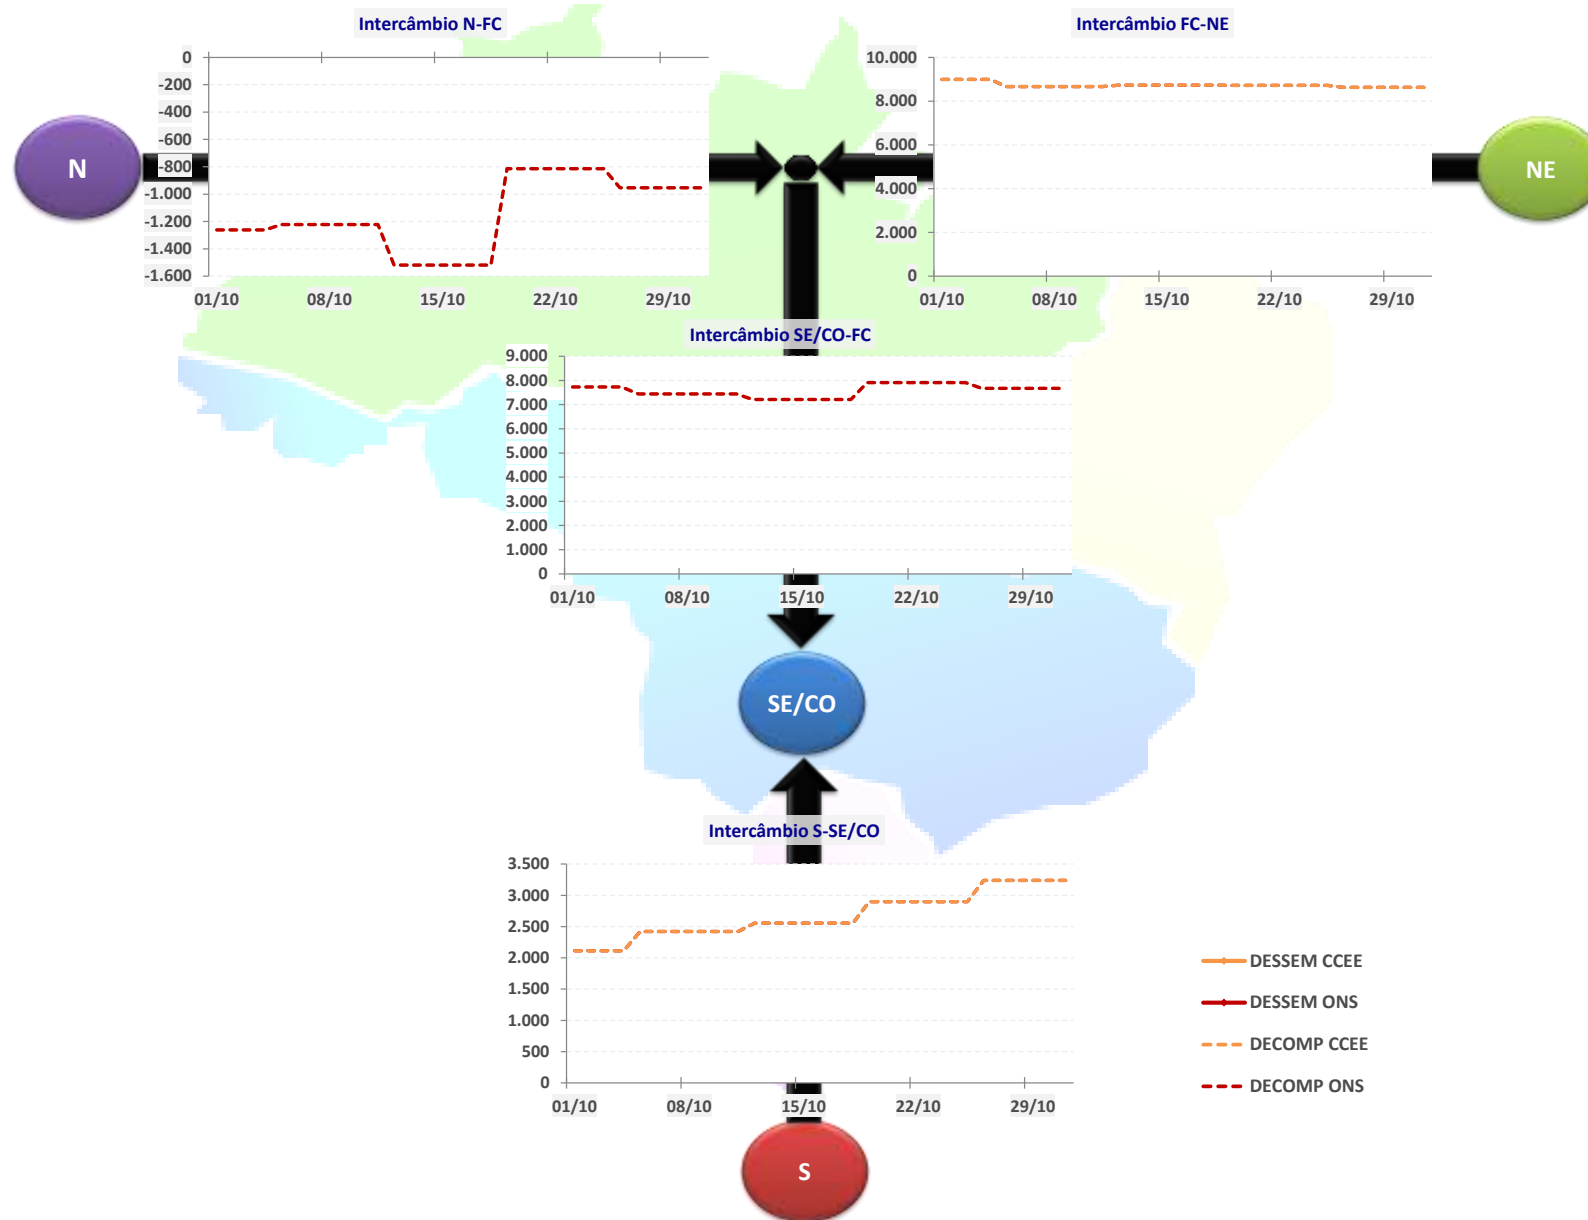 Intercâmbio N-FC
0
-200
-400
-600
-800
-1.000
-1.200
-1.400
-1.600
01/10 08/10 15/10 22/10 29/10
Intercâmbio FC-NE
10.000
8.000
6.000
4.000
2.000
0
01/10 08/10 15/10 22/10 29/10
N
NE
Intercâmbio SE/CO-FC
9.000
8.000
7.000
6.000
5.000
4.000
3.000
2.000
1.000
0
01/10 08/10 15/10 22/10 29/10
SE/CO
Intercâmbio S-SE/CO
3.500
3.000
2.500
2.000
1.500
1.000
500
0
01/10 08/10 15/10 22/10 29/10
DESSEM CCEE
DESSEM ONS
DECOMP CCEE
DECOMP ONS
S